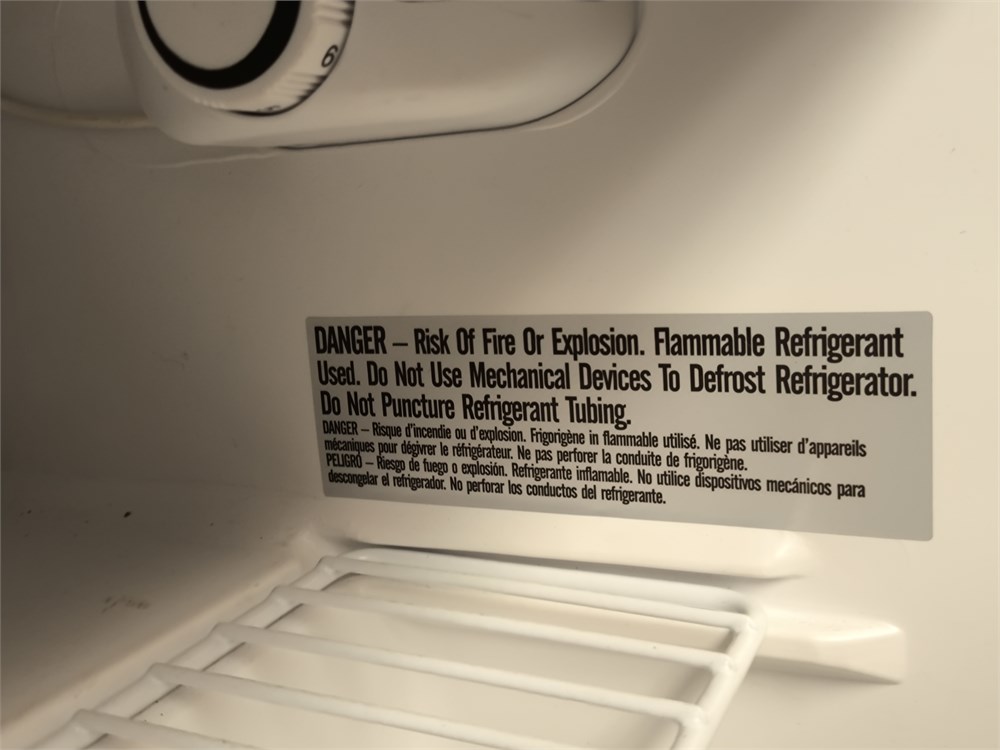 6
DANGER – Risk Of Fire Or Explosion. Flammable Refrigerant
Used. Do Not Use Mechanical Devices To Defrost Refrigerator.
Do Not Puncture Refrigerant Tubing.
DANGER – Risque d'incendie ou d'explosion. Frigorigène in flammable utilisé. Ne pas utiliser d'appareils
mécaniques pour dégivrer le réfrigérateur. Ne pas perforer la conduite de frigorigène.
PELIGRO – Riesgo de fuego o explosión. Refrigerante inflamable. No utilice dispositivos mecánicos para
descongelar el refrigerador. No perforar los conductos del refrigerante.